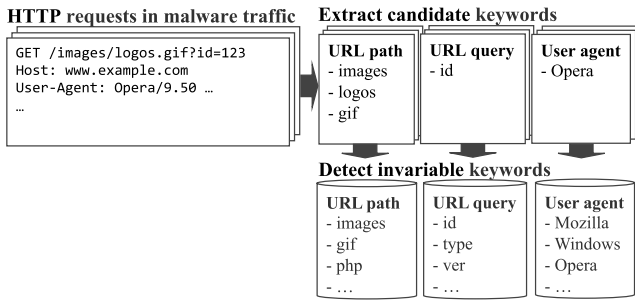 HTTP requests in malware traffic
GET /images/logos.gif?id=123
Host: www.example.com
User-Agent: Opera/9.50 …
…
Extract candidate keywords
URL path
- images
- logos
- gif
URL query
- id
User agent
- Opera
Detect invariable keywords
URL path
- images
- gif
- php
- …
URL query
- id
- type
- ver
- …
User agent
- Mozilla
- Windows
- Opera
- …